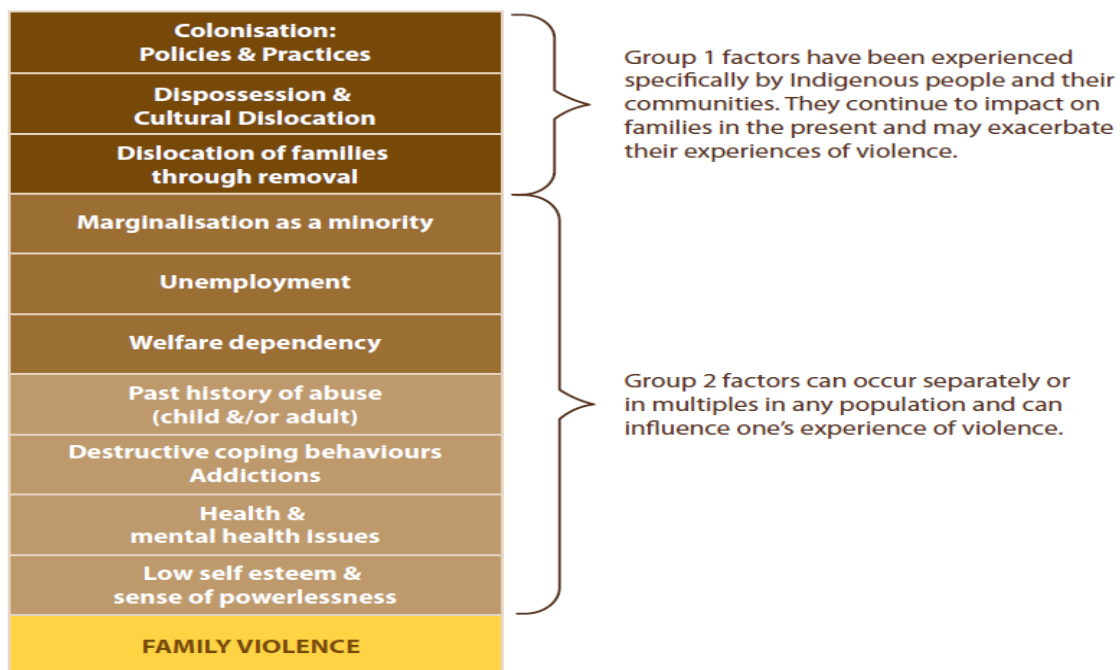 Colonisation:
Policies & Practices
Dispossession &
Cultural Dislocation
Dislocation of families
through removal
Group 1 factors have been experienced
specifically by Indigenous people and their
communities. They continue to impact on
families in the present and may exacerbate
their experiences of violence.
Marginalisation as a minority
Unemployment
Welfare dependency
Past history of abuse
(child &/or adult)
Destructive coping behaviours
Addictions
Health &
mental health issues
Low self esteem &
sense of powerlessness
Group 2 factors can occur separately or
in multiples in any population and can
influence one's experience of violence.
FAMILY VIOLENCE